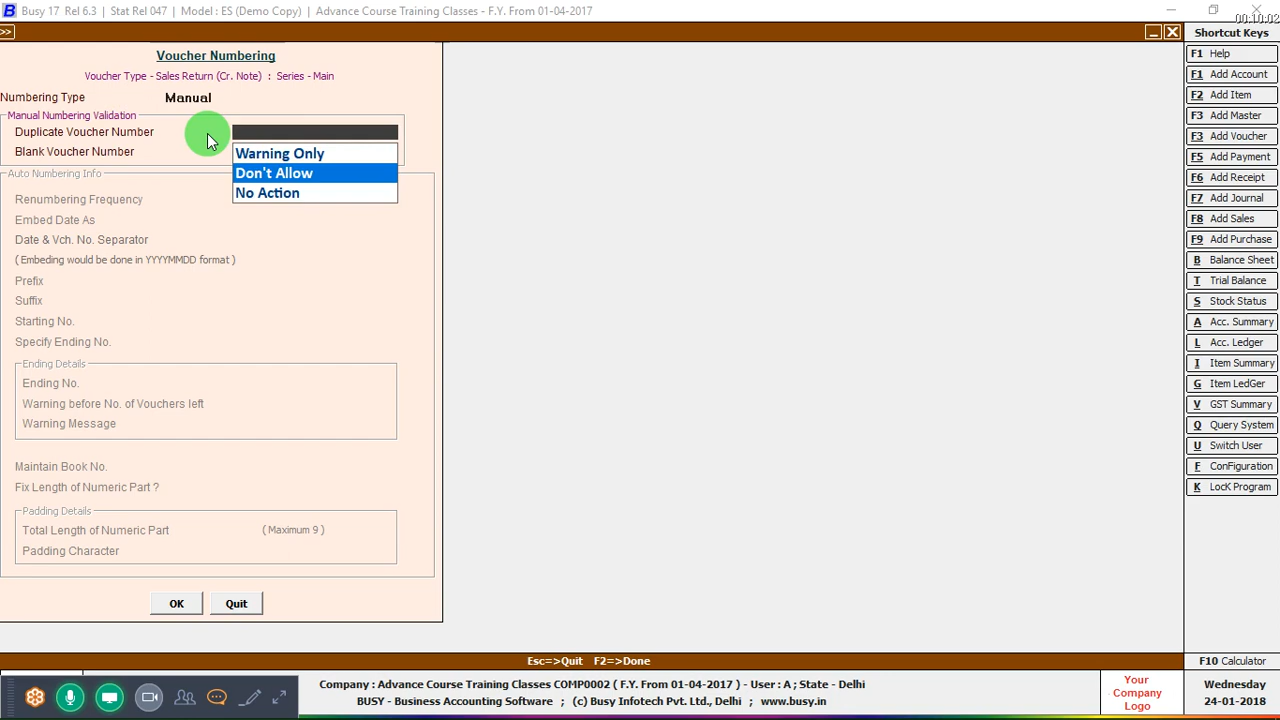 Busy 17 Rel 6.3 | Stat Rel 047 | Model : ES (Demo Copy) | Advance Course Training Classes - F.Y. From 01-04-2017
00:10:02
>>
Shortcut Keys
Voucher Numbering
Voucher Type - Sales Return (Cr. Note) : Series - Main
Numbering Type Manual
Manual Numbering Validation
Duplicate Voucher Number
Blank Voucher Number
Warning Only
Don't Allow
No Action
Auto Numbering Info
Renumbering Frequency
Embed Date As
Date & Vch. No. Separator
( Embeding would be done in YYYYMMDD format )
Prefix
Suffix
Starting No.
Specify Ending No.
Ending Details
Ending No.
Warning before No. of Vouchers left
Warning Message
Maintain Book No.
Fix Length of Numeric Part ?
Padding Details
Total Length of Numeric Part ( Maximum 9 )
Padding Character
OK Quit
F1 Help
F1 Add Account
F2 Add Item
F3 Add Master
F3 Add Voucher
F5 Add Payment
F6 Add Receipt
F7 Add Journal
F8 Add Sales
F9 Add Purchase
B Balance Sheet
T Trial Balance
S Stock Status
A Acc. Summary
L Acc. Ledger
I Item Summary
G Item LedGer
V GST Summary
Q Query System
U Switch User
F ConFiguration
K LocK Program
Esc=>Quit F2=>Done
F10 Calculator
Company : Advance Course Training Classes COMP0002 ( F.Y. From 01-04-2017 ) - User : A ; State - Delhi
BUSY - Business Accounting Software ; (c) Busy Infotech Pvt. Ltd., Delhi ; www.busy.in
Your
Company
Logo
Wednesday
24-01-2018